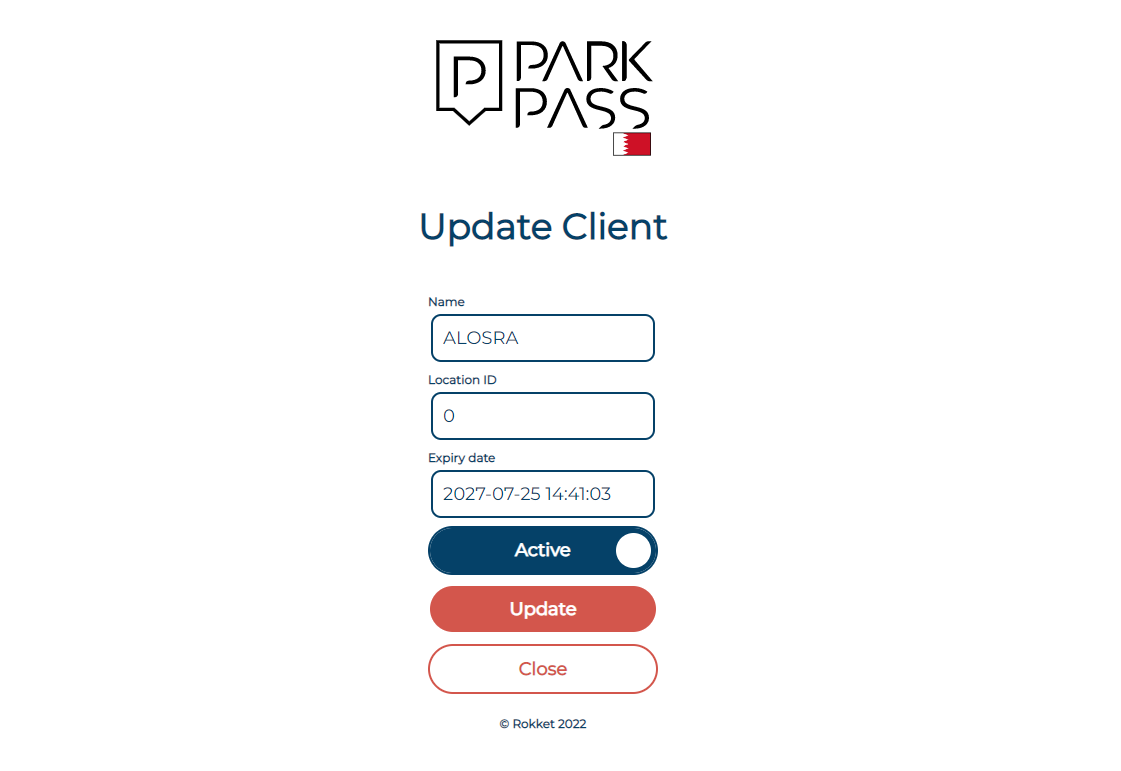 P
PARK
PASS
Update Client
Name
ALOSRA
Location ID
0
Expiry date
2027-07-25 14:41:03
Active
Update
Close
© Rokket 2022